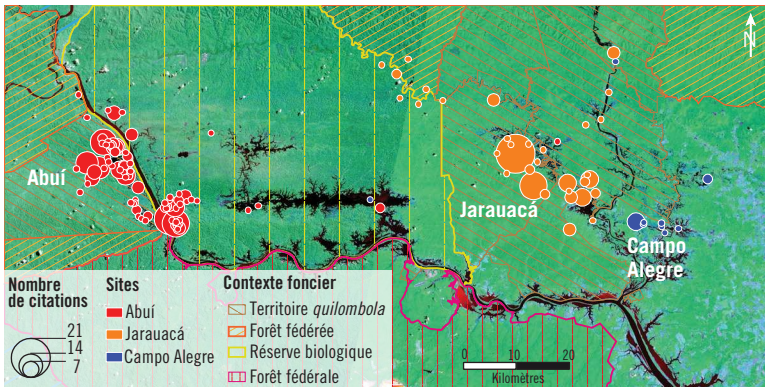 N
Abuí
Jarauacá
Campo
Alegre
Nombre
de citations
21
14
7
Sites
Abuí
Jarauacá
Campo Alegre
Contexte foncier
Territoire quilombola
Forêt fédérée
Réserve biologique
Forêt fédérale
0 10 20
Kilomètres